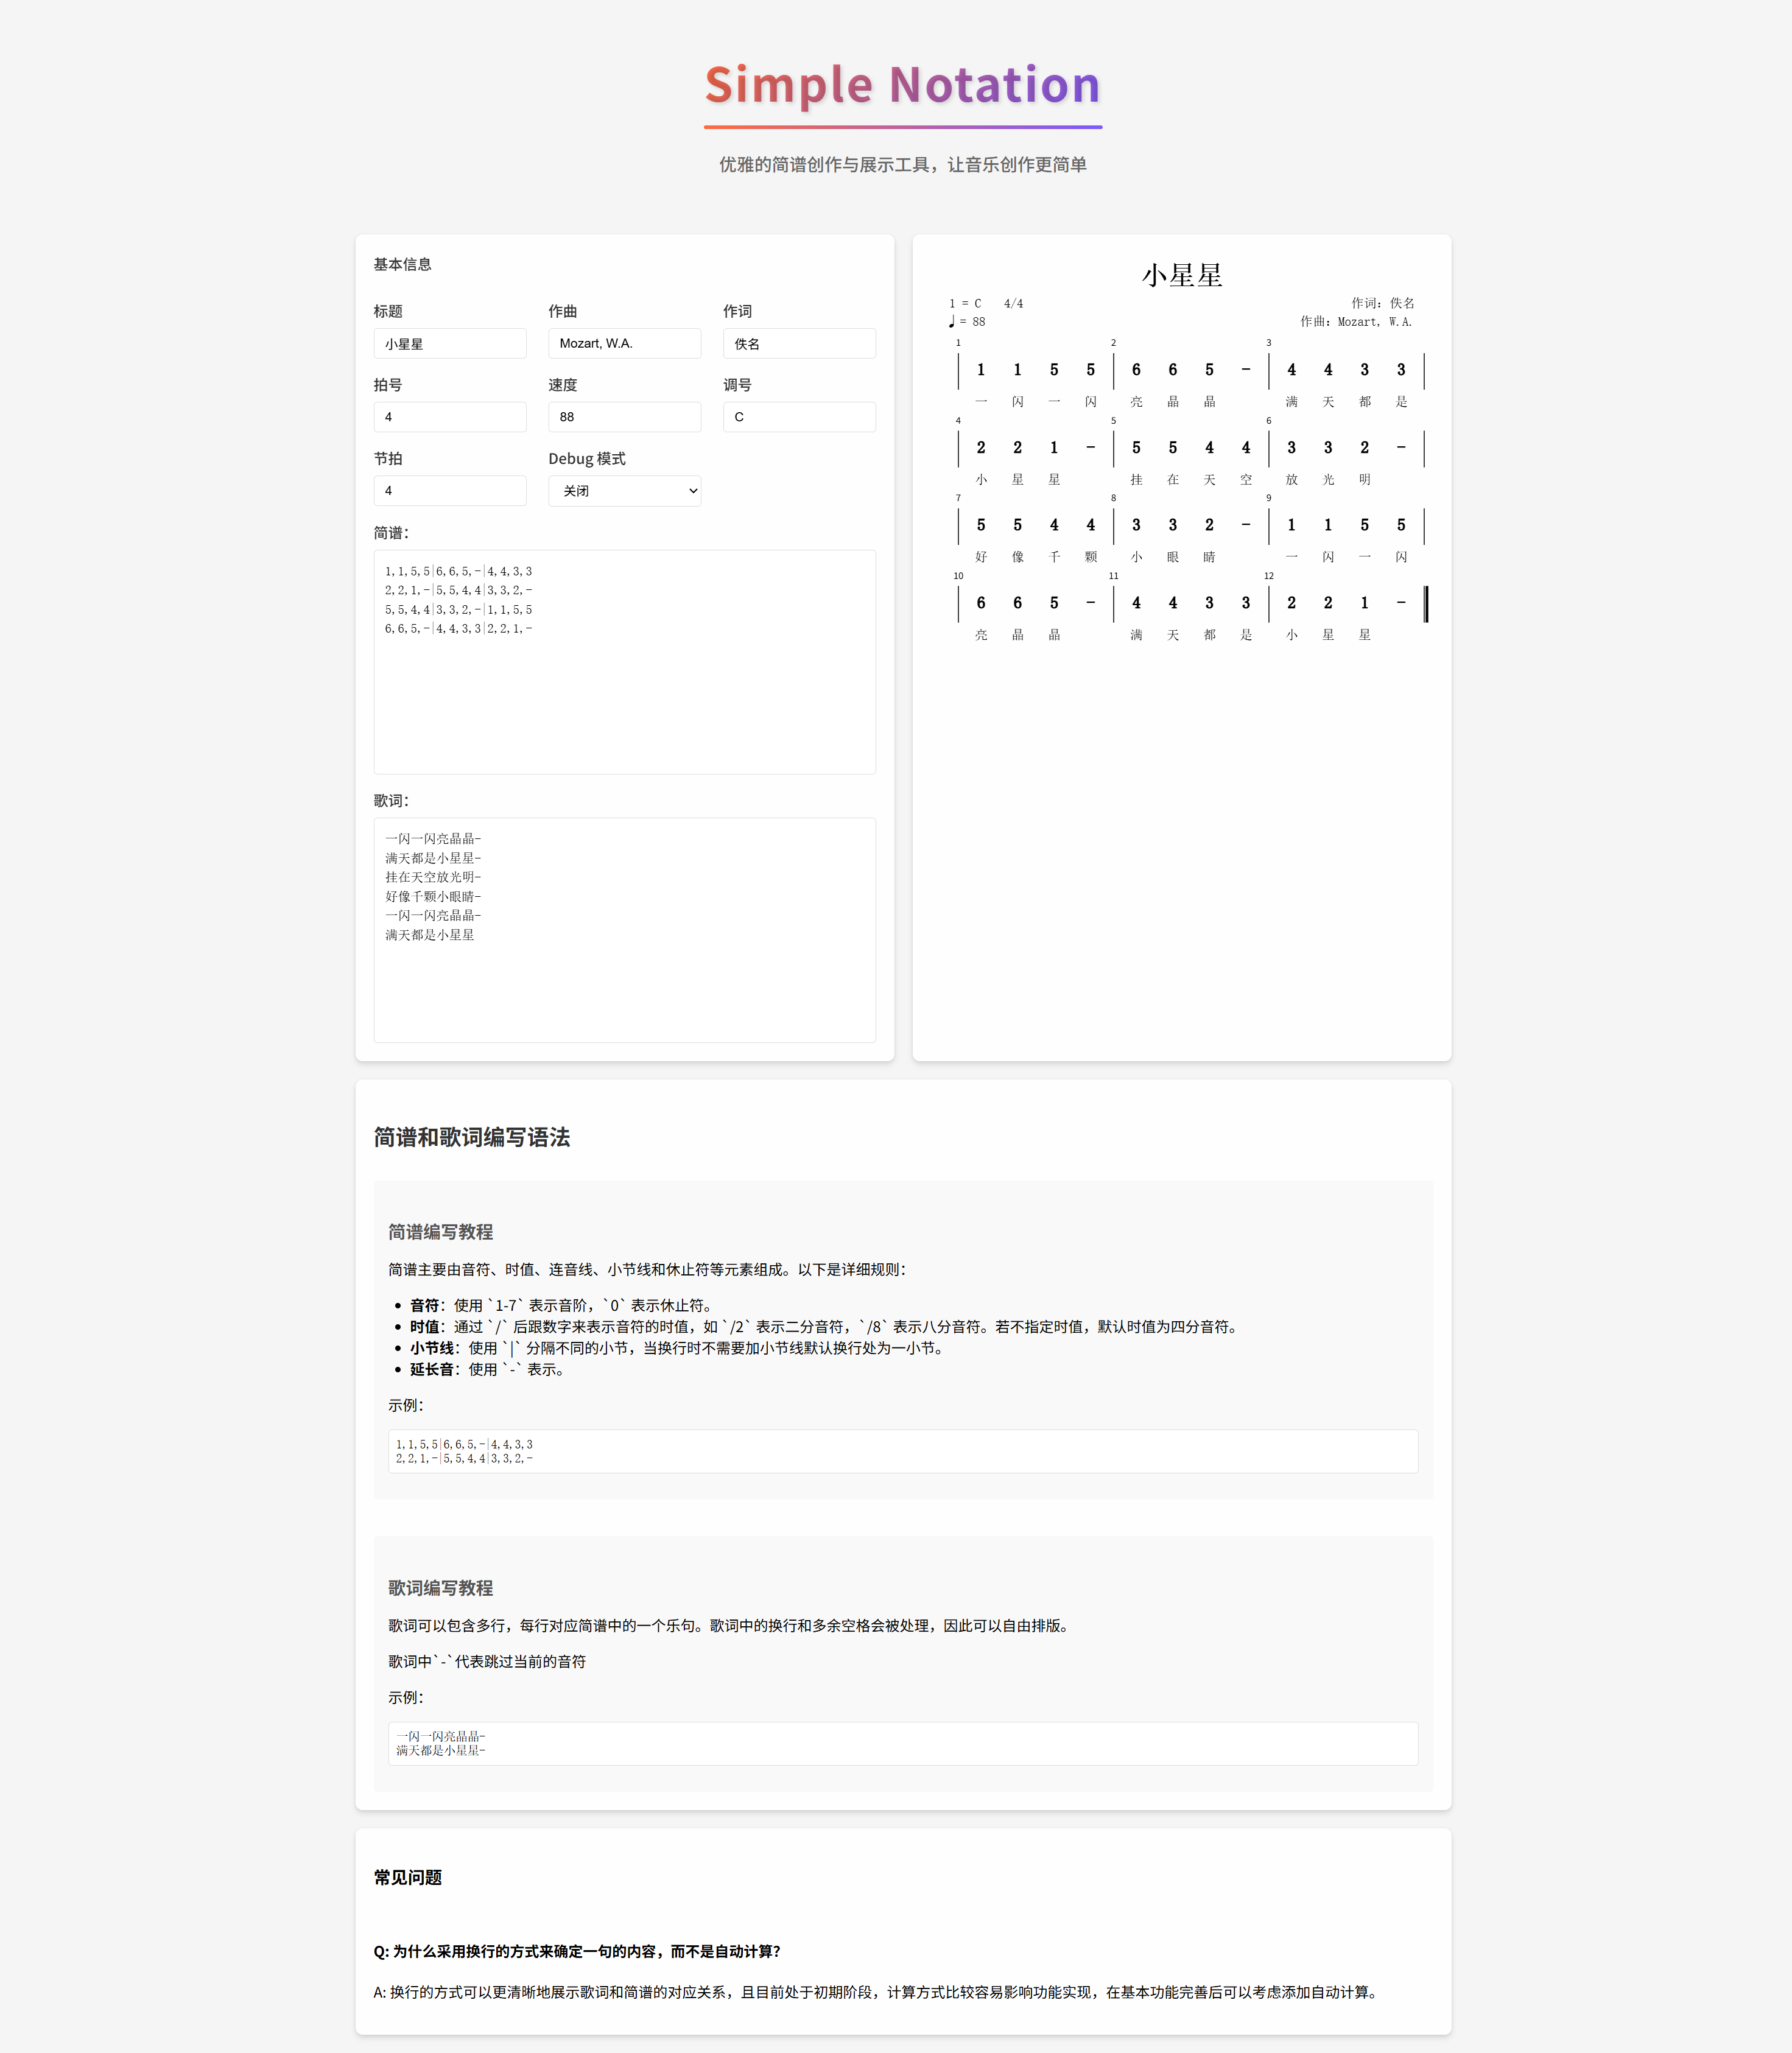 Simple Notation
优雅的简谱创作与展示工具，让音乐创作更简单
基本信息
标题
作曲
作词
小星星
Mozart, W.A.
佚名
拍号
速度
调号
4
88
C
节拍
Debug 模式
4
关闭
简谱：
1,1,5,5|6,6,5,-|4,4,3,3
2,2,1,-|5,5,4,4|3,3,2,-
5,5,4,4|3,3,2,-|1,1,5,5
6,6,5,-|4,4,3,3|2,2,1,-
歌词：
一闪一闪亮晶晶-
满天都是小星星-
挂在天空放光明-
好像千颗小眼睛-
一闪一闪亮晶晶-
满天都是小星星
小星星
1 = C 4/4
作词：佚名
♩= 88
作曲：Mozart, W.A.
1 2 3
1 1 5 5 6 6 5 - 4 4 3 3
一 闪 一 闪 亮 晶 晶 满 天 都 是
4 5 6
2 2 1 - 5 5 4 4 3 3 2 -
小 星 星 挂 在 天 空 放 光 明
7 8 9
5 5 4 4 3 3 2 - 1 1 5 5
好 像 千 颗 小 眼 睛 一 闪 一 闪
10 11 12
6 6 5 - 4 4 3 3 2 2 1 -
亮 晶 晶 满 天 都 是 小 星 星
简谱和歌词编写语法
简谱编写教程
简谱主要由音符、时值、连音线、小节线和休止符等元素组成。以下是详细规则：
• 音符：使用 `1-7` 表示音阶，`0` 表示休止符。
• 时值：通过 `/` 后跟数字来表示音符的时值，如 `/2` 表示二分音符，`/8` 表示八分音符。若不指定时值，默认时值为四分音符。
• 小节线：使用 `|` 分隔不同的小节，当换行时不需要加小节线默认换行处为一小节。
• 延长音：使用 `-` 表示。
示例：
1,1,5,5|6,6,5,-|4,4,3,3
2,2,1,-|5,5,4,4|3,3,2,-
歌词编写教程
歌词可以包含多行，每行对应简谱中的一个乐句。歌词中的换行和多余空格会被处理，因此可以自由排版。
歌词中`-`代表跳过当前的音符
示例：
一闪一闪亮晶晶-
满天都是小星星-
常见问题
Q: 为什么采用换行的方式来确定一句的内容，而不是自动计算？
A: 换行的方式可以更清晰地展示歌词和简谱的对应关系，且目前处于初期阶段，计算方式比较容易影响功能实现，在基本功能完善后可以考虑添加自动计算。